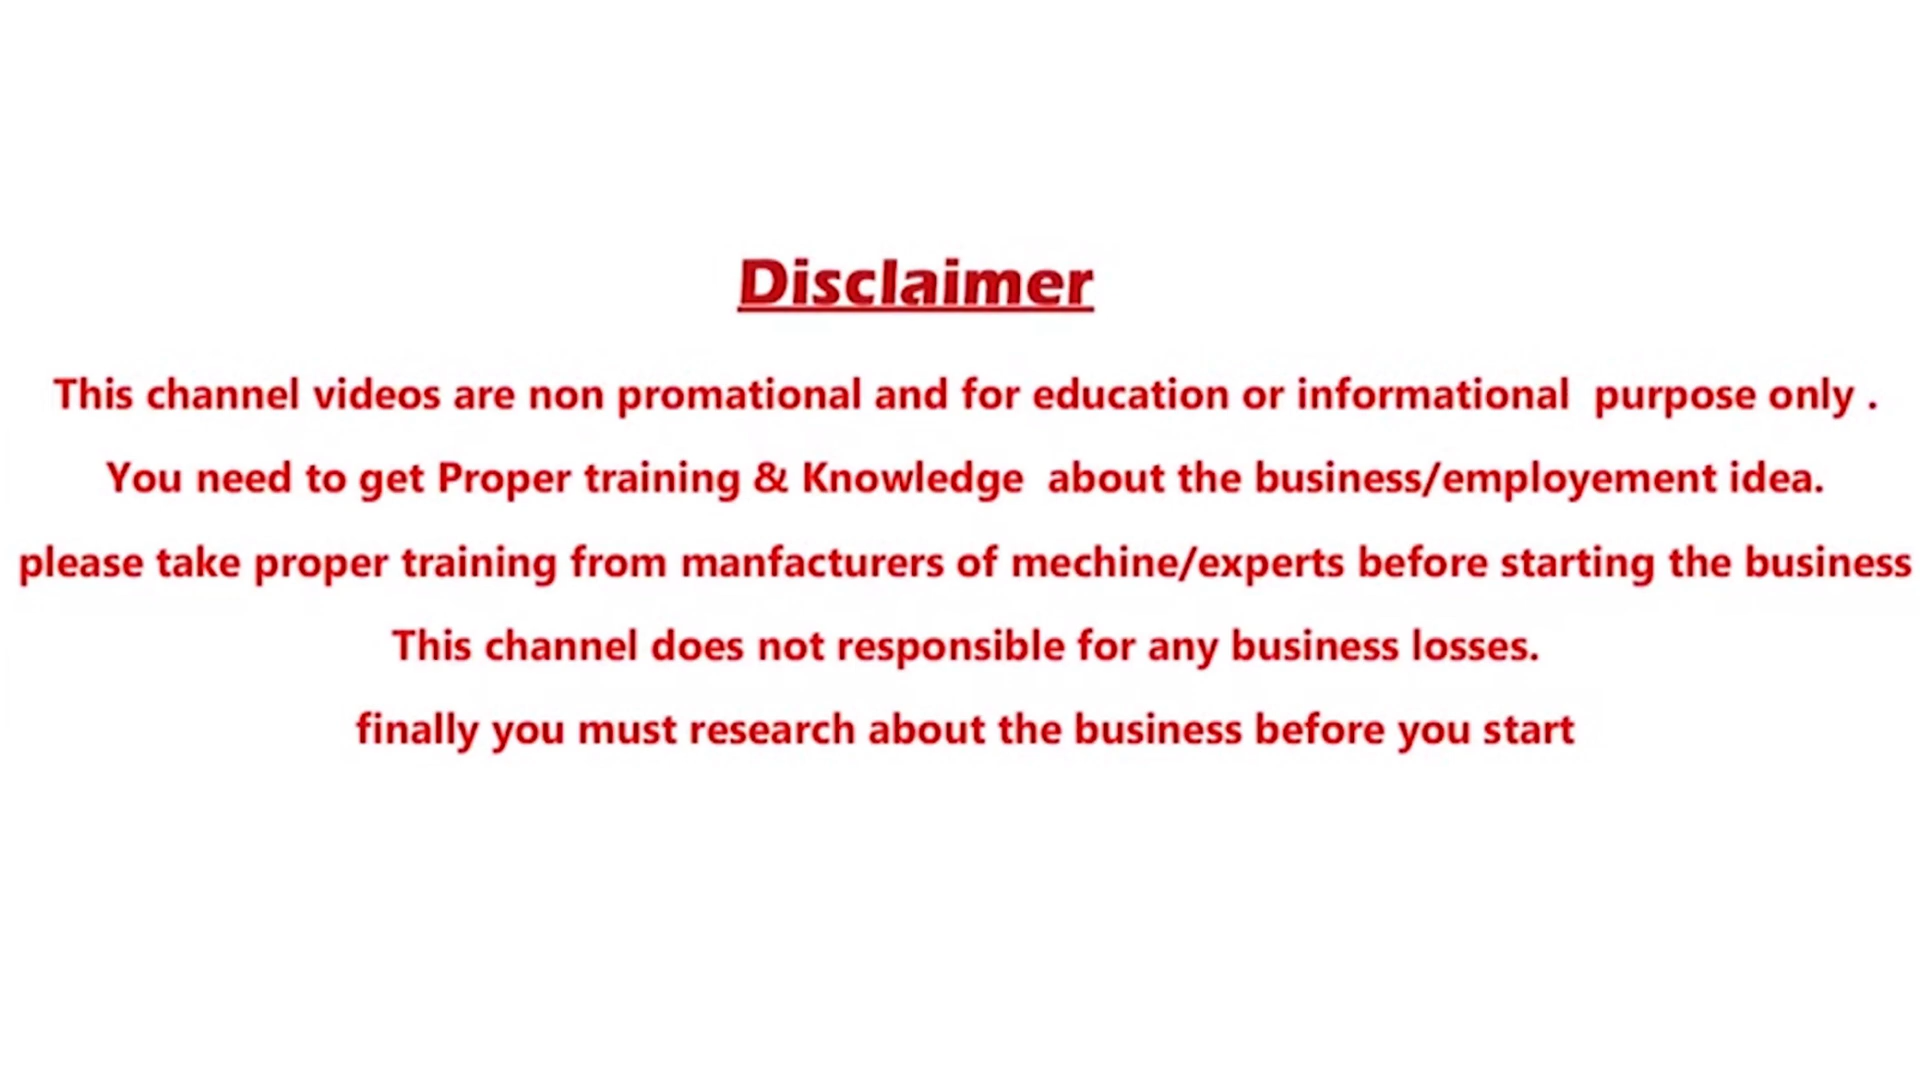 Disclaimer
This channel videos are non promational and for education or informational purpose only .
You need to get Proper training & Knowledge about the business/employement idea.
please take proper training from manfacturers of mechine/experts before starting the business
This channel does not responsible for any business losses.
finally you must research about the business before you start